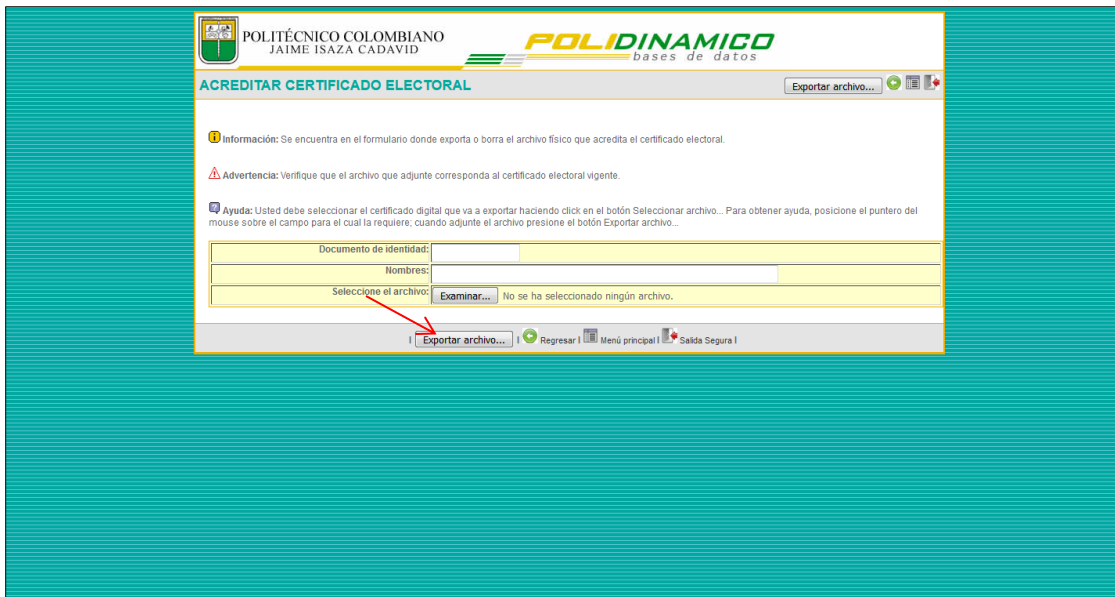 POLITÉCNICO COLOMBIANO
JAIME ISAZA CADAVID
POLIDINAMICO
bases de datos
ACREDITAR CERTIFICADO ELECTORAL
Exportar archivo...
Información: Se encuentra en el formulario donde exporta o borra el archivo físico que acredita el certificado electoral.
Advertencia: Verifique que el archivo que adjunte corresponda al certificado electoral vigente.
Ayuda: Usted debe seleccionar el certificado digital que va a exportar haciendo click en el botón Seleccionar archivo... Para obtener ayuda, posicione el puntero del
mouse sobre el campo para el cual la requiere; cuando adjunte el archivo presione el botón Exportar archivo...
Documento de identidad:
Nombres:
Seleccione el archivo: Examinar... No se ha seleccionado ningún archivo.
| Exportar archivo... | Regresar | Menú principal | Salida Segura |